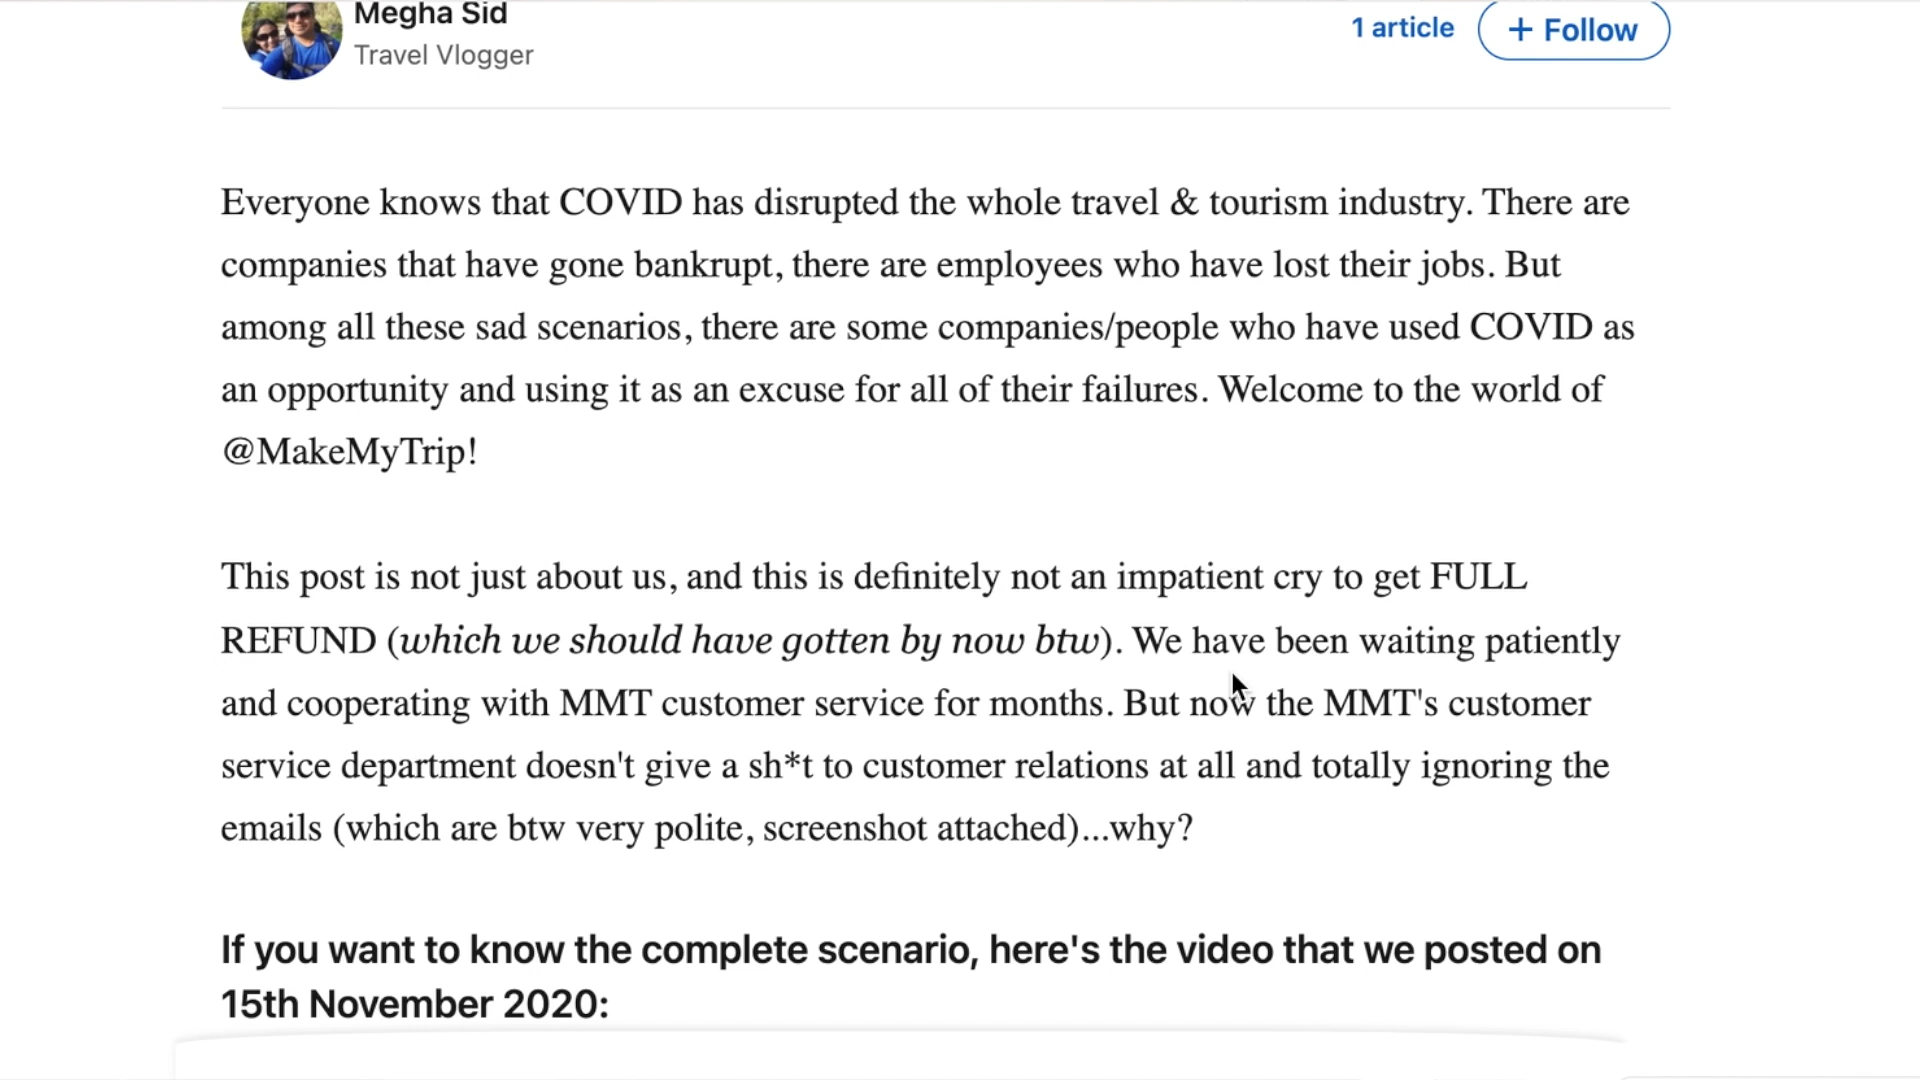 Megha Sid
Travel Vlogger
1 article
+ Follow
Everyone knows that COVID has disrupted the whole travel & tourism industry. There are
companies that have gone bankrupt, there are employees who have lost their jobs. But
among all these sad scenarios, there are some companies/people who have used COVID as
an opportunity and using it as an excuse for all of their failures. Welcome to the world of
@MakeMyTrip!
This post is not just about us, and this is definitely not an impatient cry to get FULL
REFUND (which we should have gotten by now btw). We have been waiting patiently
and cooperating with MMT customer service for months. But now the MMT's customer
service department doesn't give a sh*t to customer relations at all and totally ignoring the
emails (which are btw very polite, screenshot attached)...why?
If you want to know the complete scenario, here's the video that we posted on
15th November 2020: